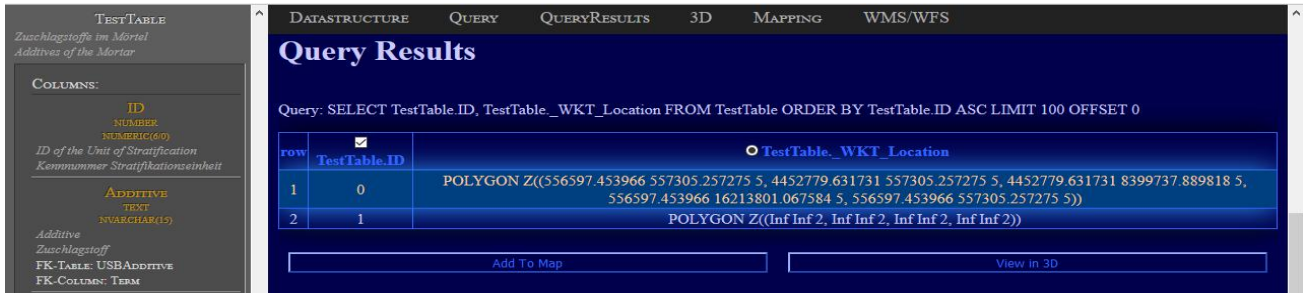 TestTable
Zuschlagstoffe im Mörtel
Additives of the Mortar
Columns:
ID
number
numeric(6/0)
ID of the Unit of Stratification
Kennnummer Stratifikationseinheit
Additive
text
nvarchar(15)
Additive
Zuschlagstoff
FK-Table: USBAdditive
FK-Column: Term
Datastructure Query QueryResults 3D Mapping WMS/WFS
Query Results
Query: SELECT TestTable.ID, TestTable._WKT_Location FROM TestTable ORDER BY TestTable.ID ASC LIMIT 100 OFFSET 0
row TestTable.ID TestTable._WKT_Location
1 0 POLYGON Z((556597.453966 557305.257275 5, 4452779.631731 557305.257275 5, 4452779.631731 8399737.889818 5,
556597.453966 16213801.067584 5, 556597.453966 557305.257275 5))
2 1 POLYGON Z((Inf Inf 2, Inf Inf 2, Inf Inf 2, Inf Inf 2))
Add To Map View in 3D